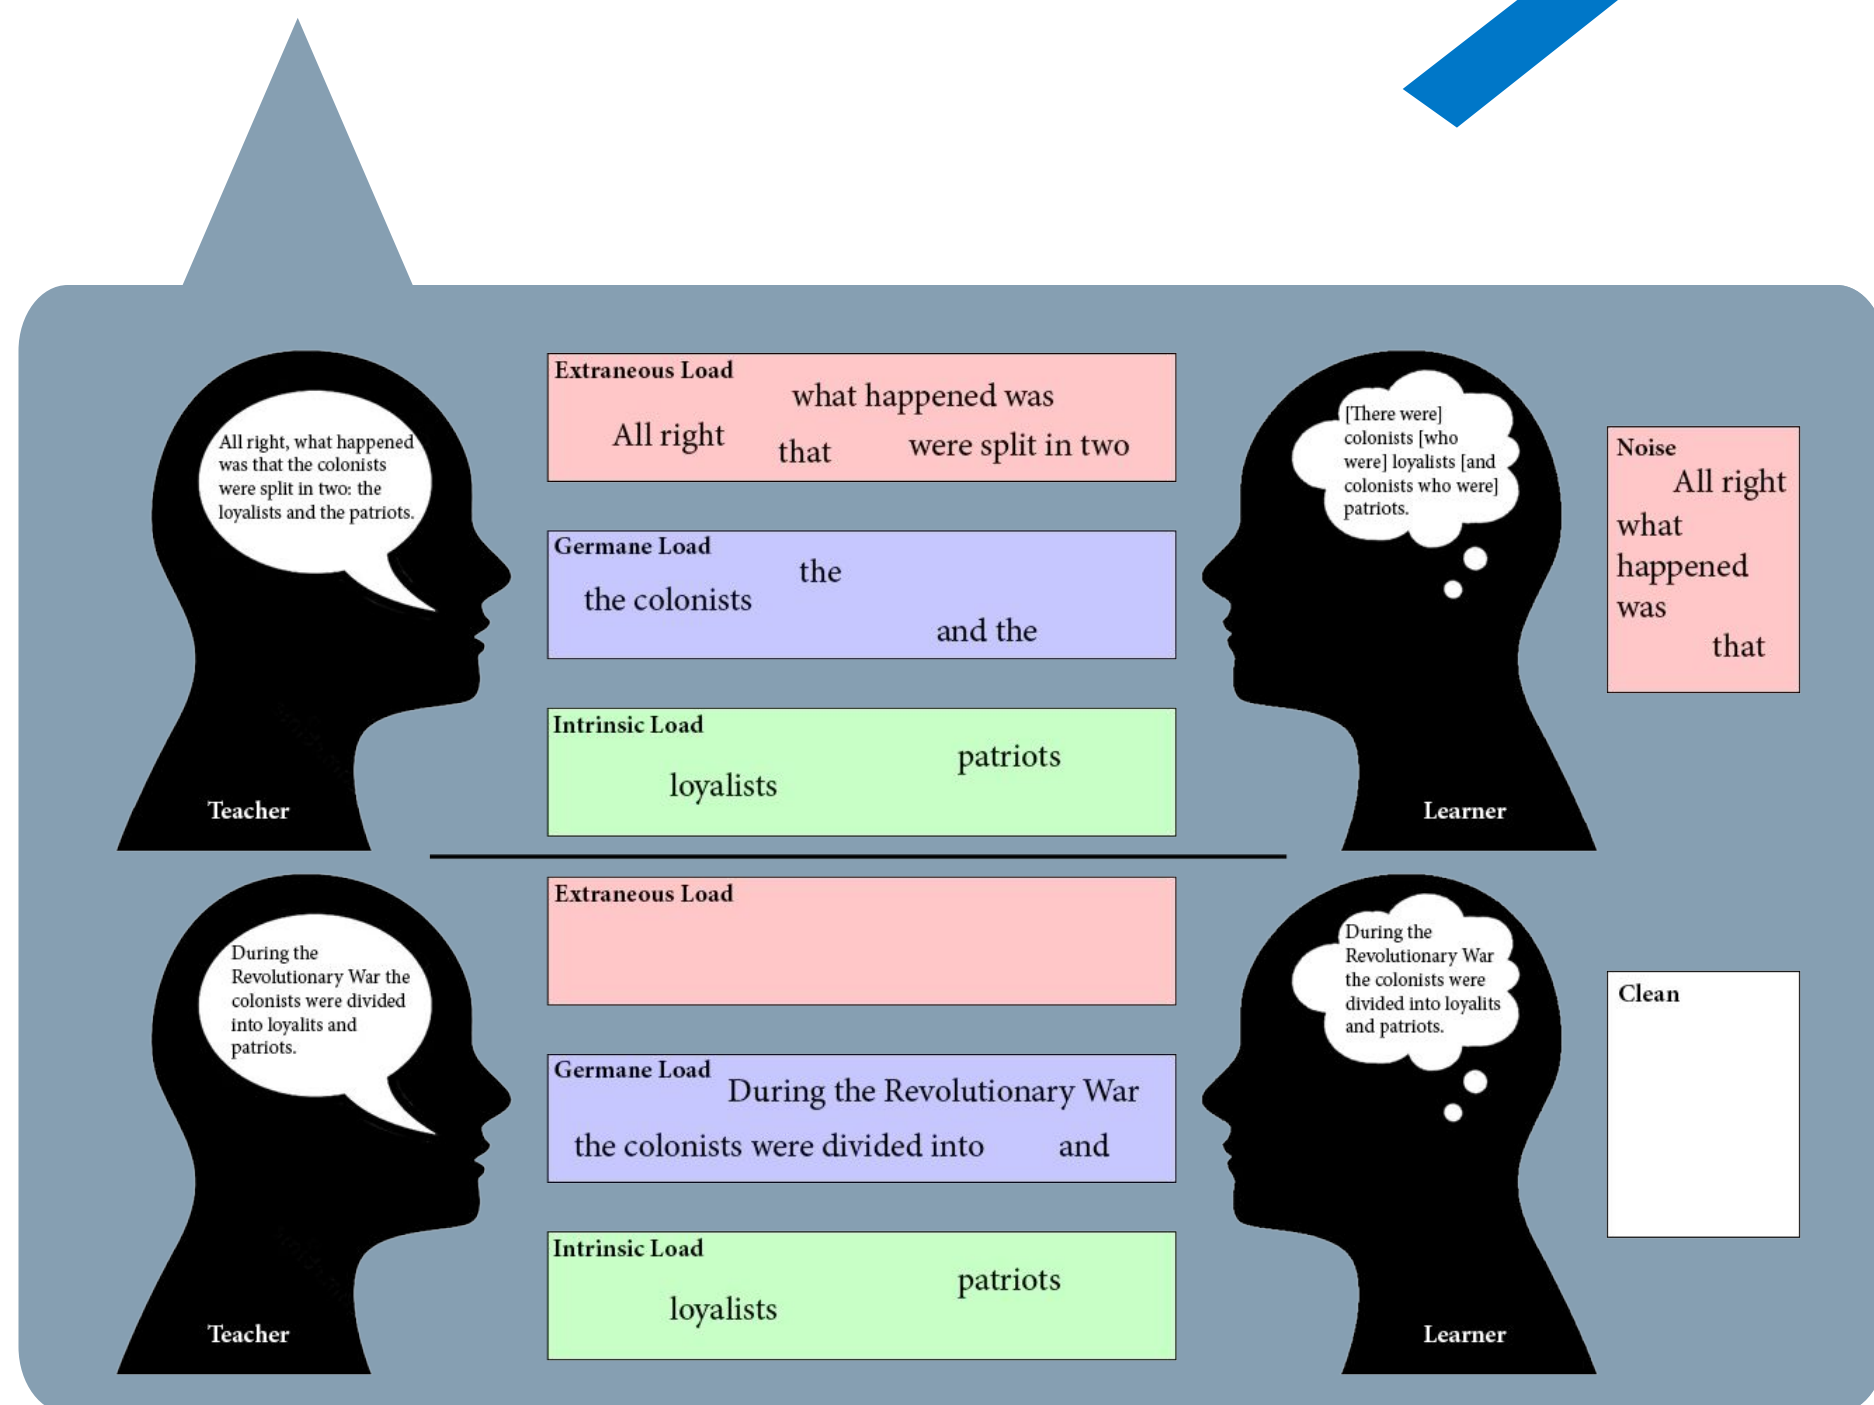 All right, what happened
was that the colonists
were split in two: the
loyalists and the patriots.
Teacher
Extraneous Load
what happened was
All right
that
were split in two
Germane Load
the
the colonists
and the
Intrinsic Load
patriots
loyalists
[There were]
colonists [who
were] loyalists [and
colonists who were]
patriots.
Learner
Noise
All right
what
happened
was
that
During the
Revolutionary War the
colonists were divided
into loyalits and
patriots.
Teacher
Extraneous Load
Germane Load
During the Revolutionary War
the colonists were divided into and
Intrinsic Load
patriots
loyalists
During the
Revolutionary War
the colonists were
divided into loyalits
and patriots.
Learner
Clean